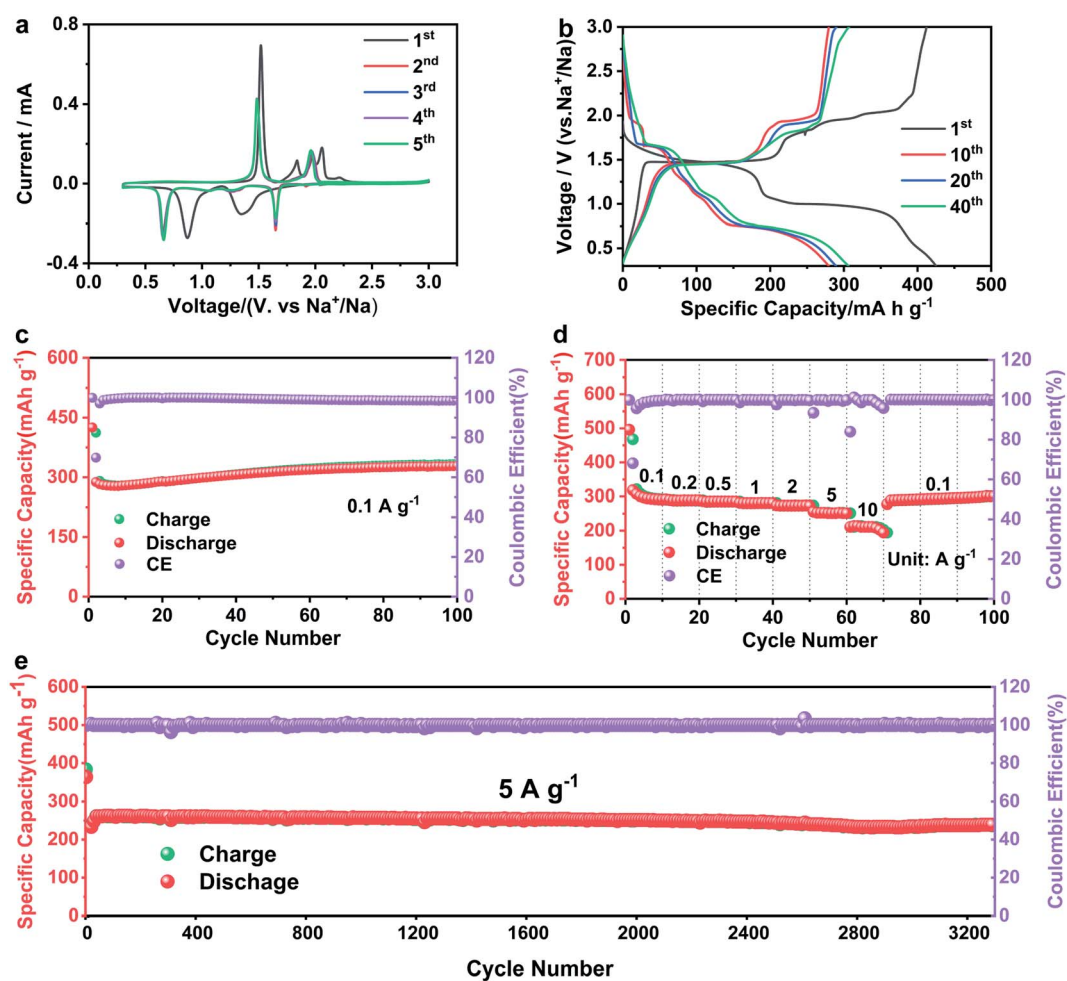 a
0.8
0.4
0.0
-0.4
0.0 0.5 1.0 1.5 2.0 2.5 3.0
Current / mA
Voltage/(V. vs Na⁺/Na)
1ˢᵗ
2ⁿᵈ
3ʳᵈ
4ᵗʰ
5ᵗʰ
b
3.0
2.5
2.0
1.5
1.0
0.5
0 100 200 300 400 500
Voltage / V (vs.Na⁺/Na)
Specific Capacity/mA h g⁻¹
1ˢᵗ
10ᵗʰ
20ᵗʰ
40ᵗʰ
c
600
450
300
150
0
0 20 40 60 80 100
120
100
80
60
40
20
0
Specific Capacity(mAh g⁻¹)
Coulombic Efficient(%)
Cycle Number
0.1 A g⁻¹
Charge
Discharge
CE
d
700
600
500
400
300
200
100
0
0 20 40 60 80 100
120
100
80
60
40
20
0
Specific Capacity(mAh g⁻¹)
Coulombic Efficient(%)
Cycle Number
0.1 0.2 0.5 1 2 5 10 0.1
Charge
Discharge
CE
Unit: A g⁻¹
e
600
500
400
300
200
100
0
0 400 800 1200 1600 2000 2400 2800 3200
120
100
80
60
40
20
0
Specific Capacity(mAh g⁻¹)
Coulombic Efficient(%)
Cycle Number
5 A g⁻¹
Charge
Dischage